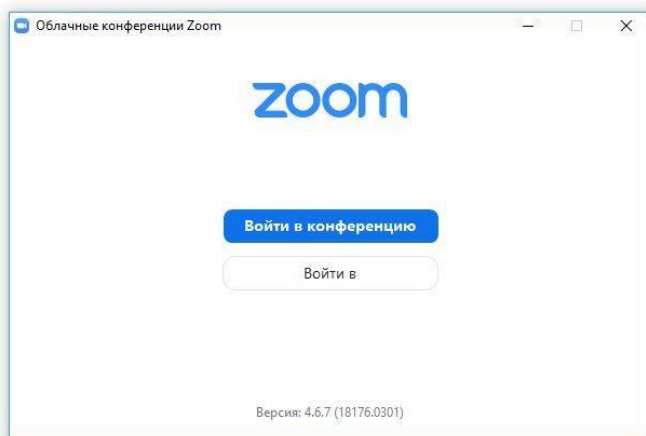 Облачные конференции Zoom
zoom
Войти в конференцию
Войти в
Версия: 4.6.7 (18176.0301)